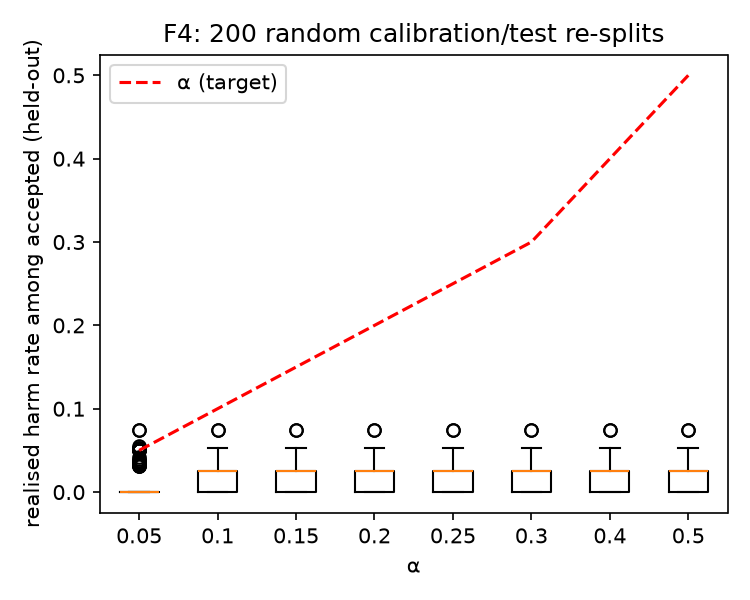 F4: 200 random calibration/test re-splits
α (target)
realised harm rate among accepted (held-out)
0.5
0.4
0.3
0.2
0.1
0.0
0.05 0.1 0.15 0.2 0.25 0.3 0.4 0.5
α